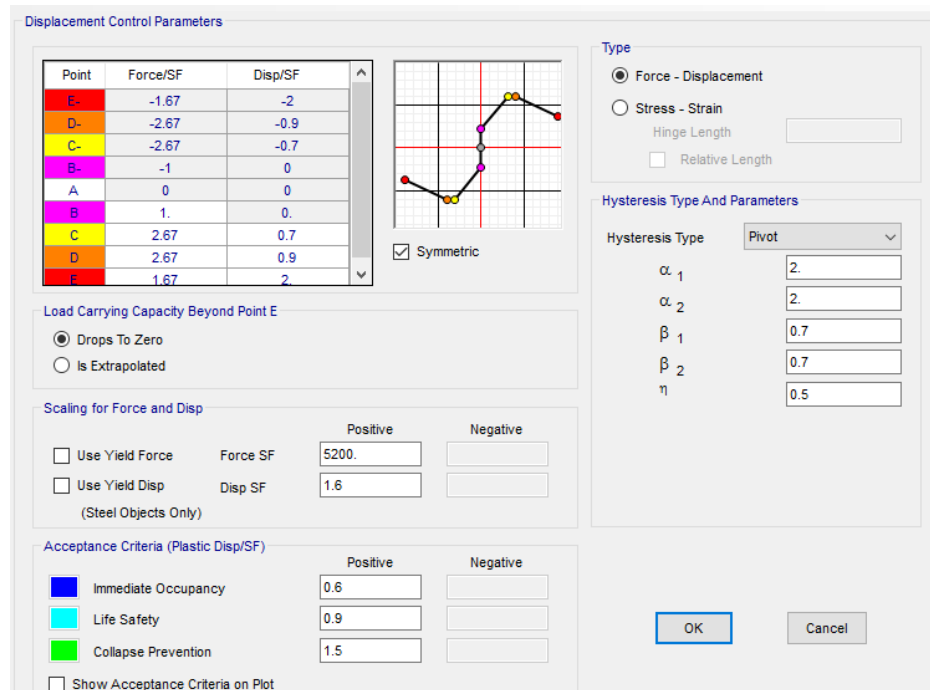 Displacement Control Parameters
Point Force/SF Disp/SF
E- -1.67 -2
D- -2.67 -0.9
C- -2.67 -0.7
B- -1 0
A 0 0
B 1. 0.
C 2.67 0.7
D 2.67 0.9
E 1.67 2.
Symmetric
Load Carrying Capacity Beyond Point E
Drops To Zero
Is Extrapolated
Scaling for Force and Disp
Positive Negative
Use Yield Force Force SF 5200.
Use Yield Disp Disp SF 1.6
(Steel Objects Only)
Acceptance Criteria (Plastic Disp/SF)
Positive Negative
Immediate Occupancy 0.6
Life Safety 0.9
Collapse Prevention 1.5
Show Acceptance Criteria on Plot
Type
Force - Displacement
Stress - Strain
Hinge Length
Relative Length
Hysteresis Type And Parameters
Hysteresis Type Pivot
α 1 2.
α 2 2.
β 1 0.7
β 2 0.7
η 0.5
OK Cancel